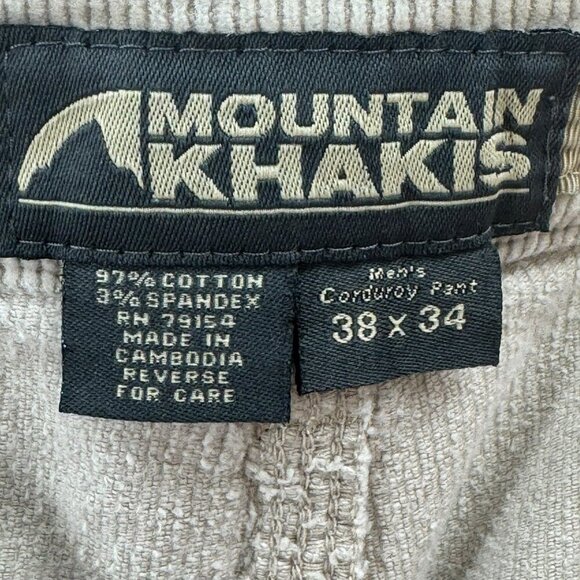 MOUNTAIN
KHAKIS
97% COTTON
3% SPANDEX
RN 79154
MADE IN
CAMBODIA
REVERSE
FOR CARE
Men's
Corduroy Pant
38 x 34